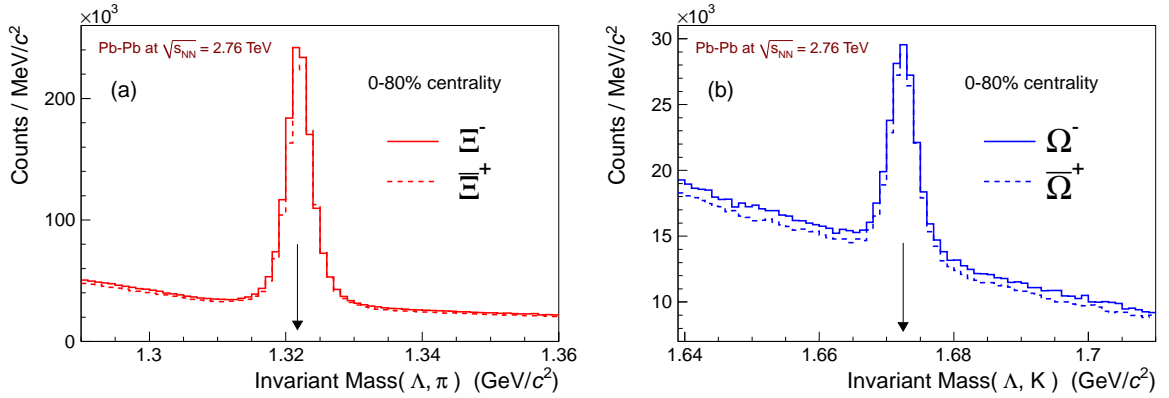 ×10³
Pb-Pb at √sNN = 2.76 TeV
(a)
0-80% centrality
Ξ⁻
Ξ̅⁺
200
100
0
Counts / MeV/c²
1.3
1.32
1.34
1.36
Invariant Mass( Λ, π ) (GeV/c²)
×10³
30
Pb-Pb at √sNN = 2.76 TeV
(b)
0-80% centrality
Ω⁻
Ω̅⁺
25
20
15
10
Counts / MeV/c²
1.64
1.66
1.68
1.7
Invariant Mass( Λ, K ) (GeV/c²)